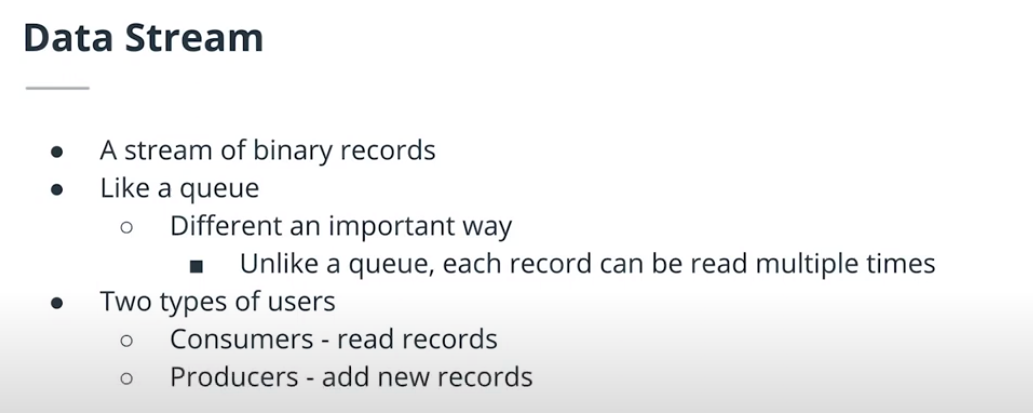 Data Stream
● A stream of binary records
● Like a queue
○ Different an important way
■ Unlike a queue, each record can be read multiple times
● Two types of users
○ Consumers - read records
○ Producers - add new records